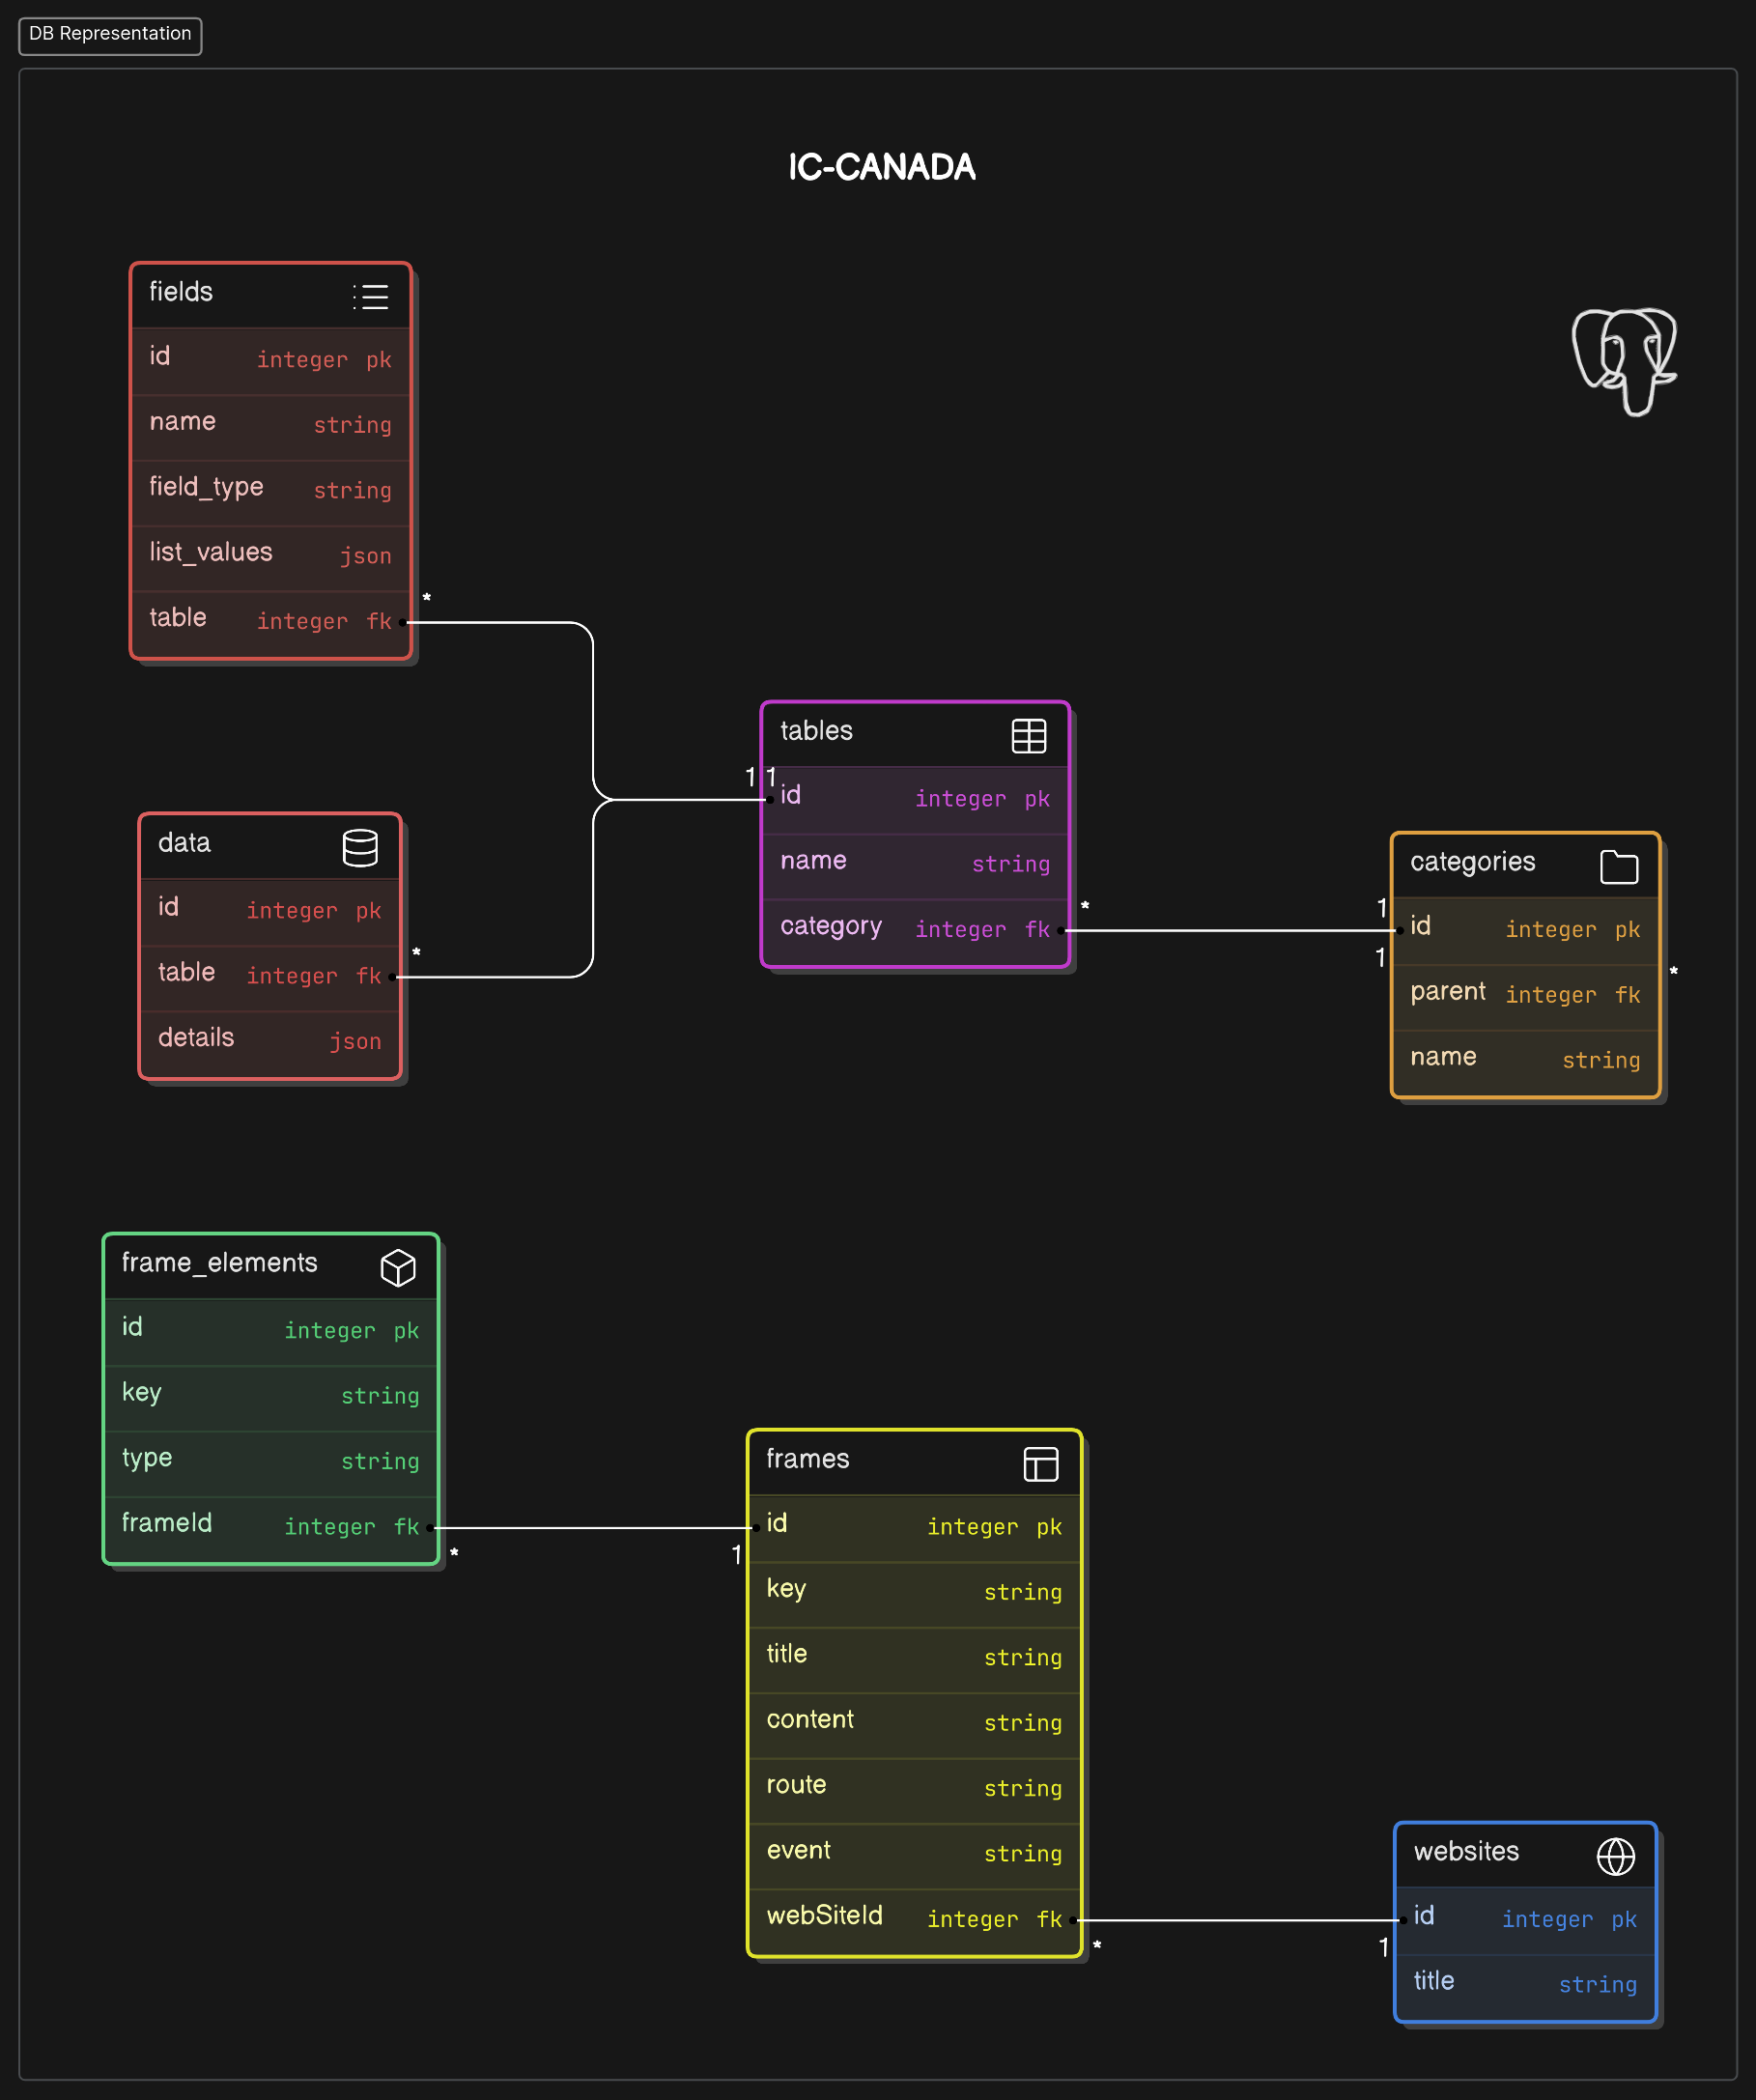 DB Representation
IC-CANADA
fields
id integer pk
name string
field_type string
list_values json
table integer fk
*
data
id integer pk
table integer fk
*
details json
tables
1 1
id integer pk
name string
category integer fk
*
categories
1
id integer pk
1
parent integer fk
*
name string
frame_elements
id integer pk
key string
type string
frameId integer fk
*
frames
id integer pk
1
key string
title string
content string
route string
event string
webSiteId integer fk
*
websites
id integer pk
1
title string